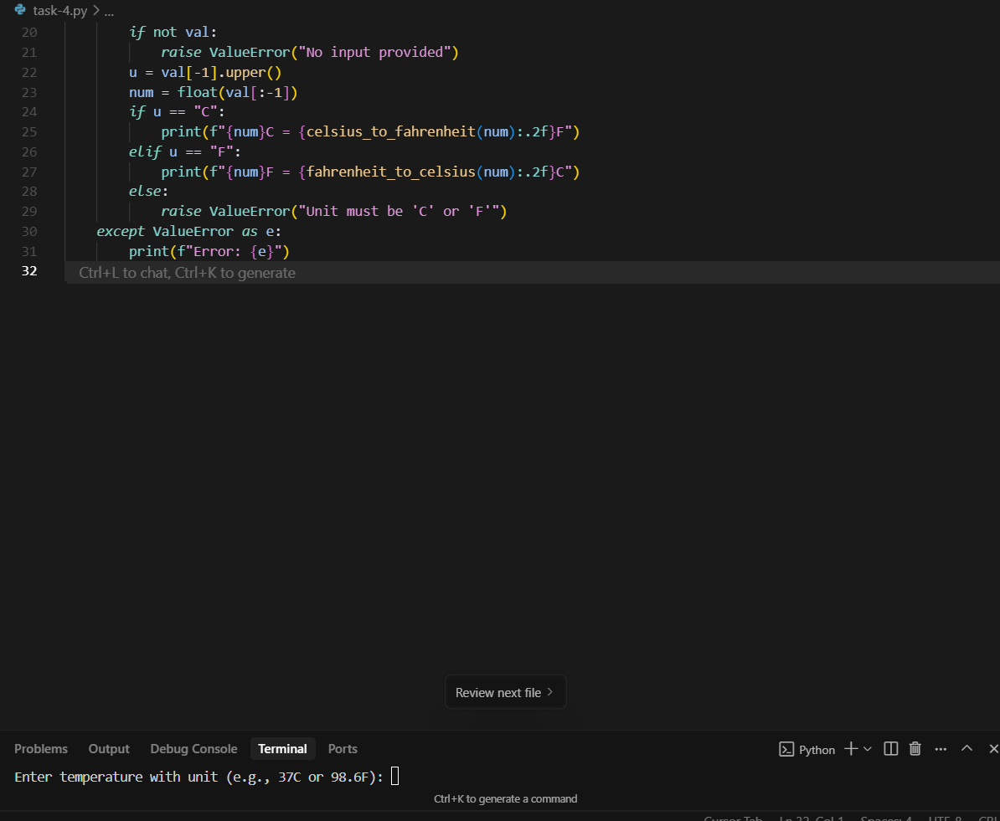 task-4.py > ...
20 if not val:
21 raise ValueError("No input provided")
22 u = val[-1].upper()
23 num = float(val[:-1])
24 if u == "C":
25 print(f"{num}C = {celsius_to_fahrenheit(num):.2f}F")
26 elif u == "F":
27 print(f"{num}F = {fahrenheit_to_celsius(num):.2f}C")
28 else:
29 raise ValueError("Unit must be 'C' or 'F'")
30 except ValueError as e:
31 print(f"Error: {e}")
32 Ctrl+L to chat, Ctrl+K to generate
Review next file >
Problems Output Debug Console Terminal Ports Python
Enter temperature with unit (e.g., 37C or 98.6F):
Ctrl+K to generate a command
Cursor Tab Ln 32, Col 1 Spaces: 4 UTF-8